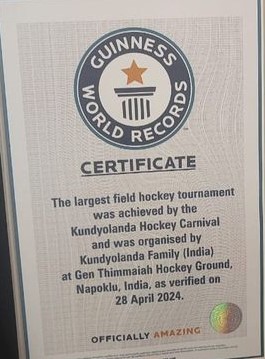 GUINNESS
WORLD RECORDS
CERTIFICATE
The largest field hockey tournament
was achieved by the
Kundyolanda Hockey Carnival
and was organised by
Kundyolanda Family (India)
at Gen Thimmaiah Hockey Ground,
Napoklu, India, as verified on
28 April 2024.
OFFICIALLY AMAZING